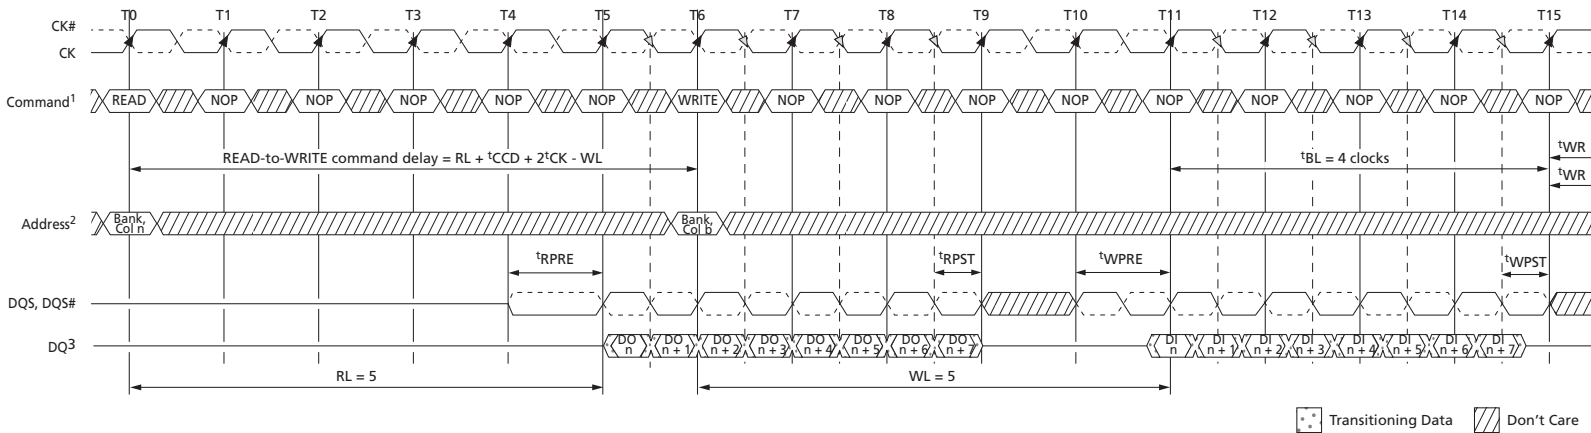 T0 T1 T2 T3 T4 T5 T6 T7 T8 T9 T10 T11 T12 T13 T14 T15
CK#
CK
Command¹ READ NOP NOP NOP NOP NOP WRITE NOP NOP NOP NOP NOP NOP NOP NOP NOP
READ-to-WRITE command delay = RL + tCCD + 2tCK - WL
tBL = 4 clocks
tWR
tWR
Address²
Bank, Col n
Bank, Col b
tRPRE tRPST tWPRE tWPST
DQS, DQS#
DQ3
DO n
DO n + 1
DO n + 2
DO n + 3
DO n + 4
DO n + 5
DO n + 6
DO n + 7
DI n
DI n + 1
DI n + 2
DI n + 3
DI n + 4
DI n + 5
DI n + 6
DI n + 7
RL = 5 WL = 5
Transitioning Data Don't Care